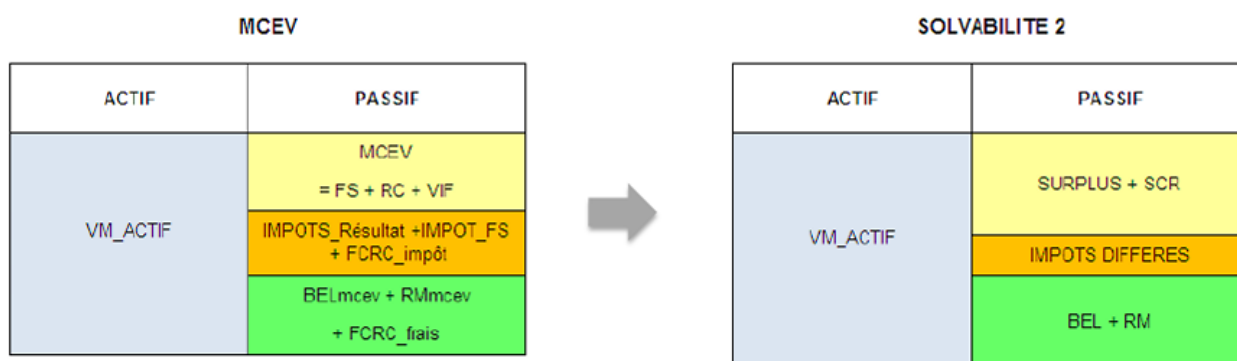 MCEV
SOLVABILITE 2
ACTIF
PASSIF
VM_ACTIF
MCEV
= FS + RC + VIF
IMPOTS_Résultat +IMPOT_FS
+ FCRC_impôt
BELmcev + RMmcev
+ FCRC_frais
ACTIF
PASSIF
VM_ACTIF
SURPLUS + SCR
IMPOTS DIFFERES
BEL + RM